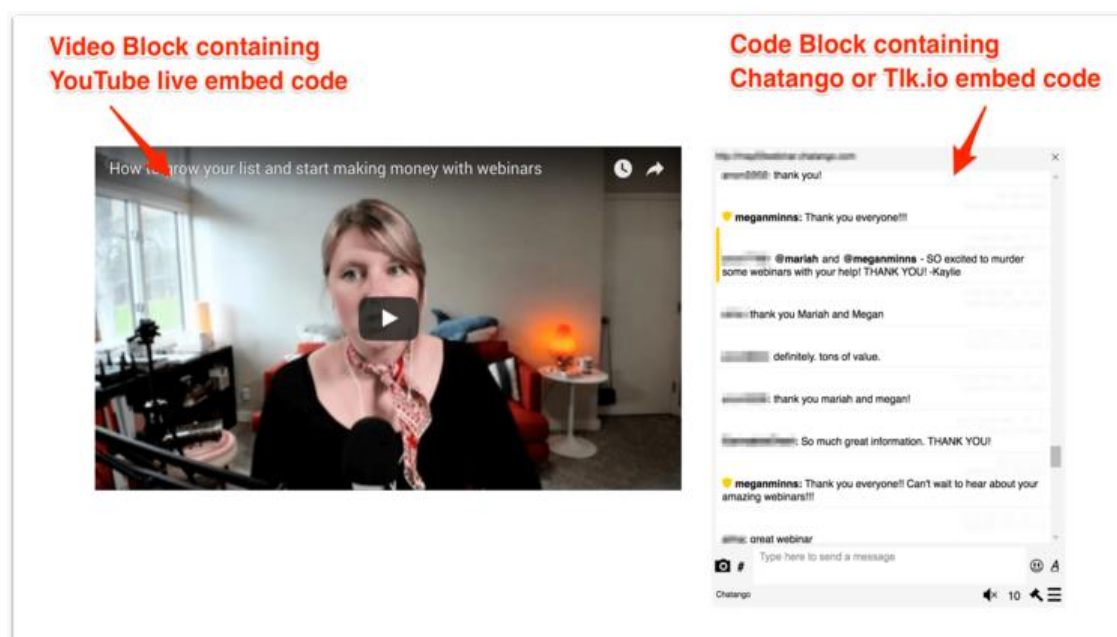 Video Block containing
YouTube live embed code
Code Block containing
Chatango or Tlk.io embed code
How to grow your list and start making money with webinars
thank you!
meganminns: Thank you everyone!!!
@mariah and @meganminns - SO excited to murder
some webinars with your help! THANK YOU! -Kaylie
thank you Mariah and Megan
definitely. tons of value.
: thank you mariah and megan!
: So much great information. THANK YOU!
meganminns: Thank you everyone!! Can't wait to hear about your
amazing webinars!!!
great webinar
Type here to send a message
#
A
Chatango
10